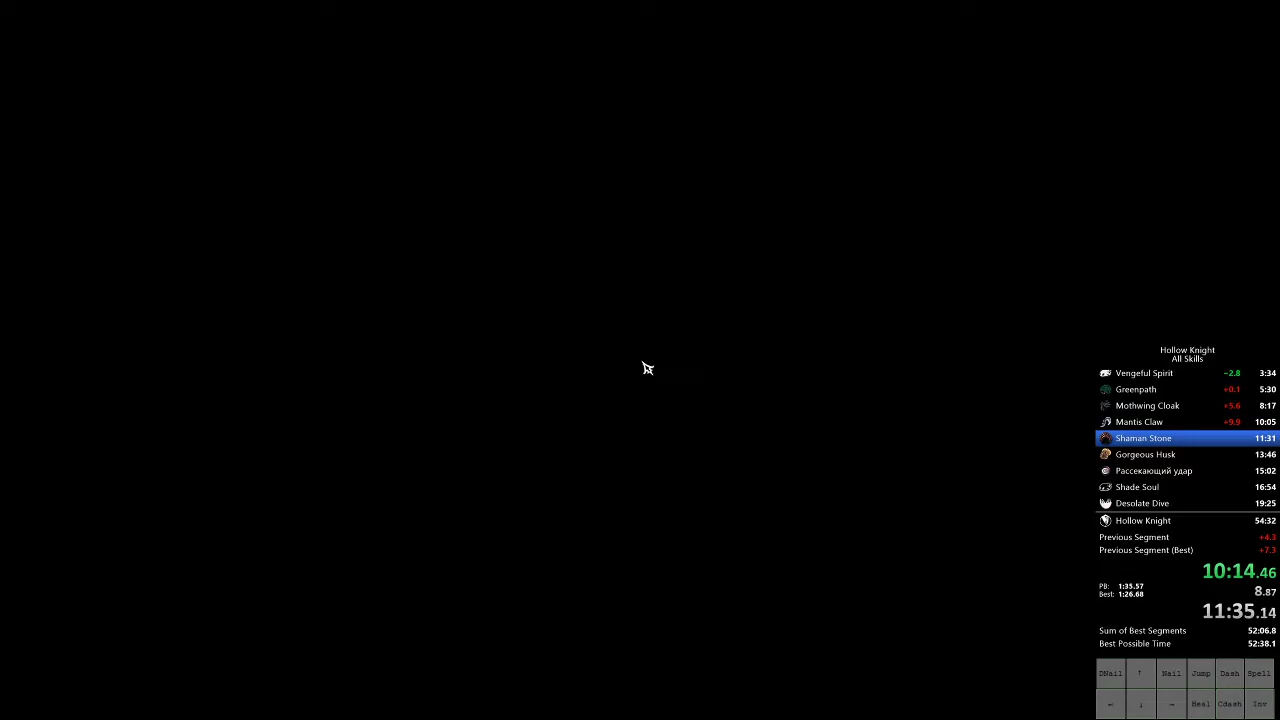 Hollow Knight
All Skills
Vengeful Spirit −2.8 3:34
Greenpath +0.1 5:30
Mothwing Cloak +5.6 8:17
Mantis Claw +9.9 10:05
Shaman Stone 11:31
Gorgeous Husk 13:46
Рассекающий удар 15:02
Shade Soul 16:54
Desolate Dive 19:25
Hollow Knight 54:32
Previous Segment +4.3
Previous Segment (Best) +7.3
10:14.46
PB: 1:35.57
Best: 1:26.68
8.87
11:35.14
Sum of Best Segments 52:06.8
Best Possible Time 52:38.1
DNail ↑ Nail Jump Dash Spell
← ↓ → Heal Cdash Inv